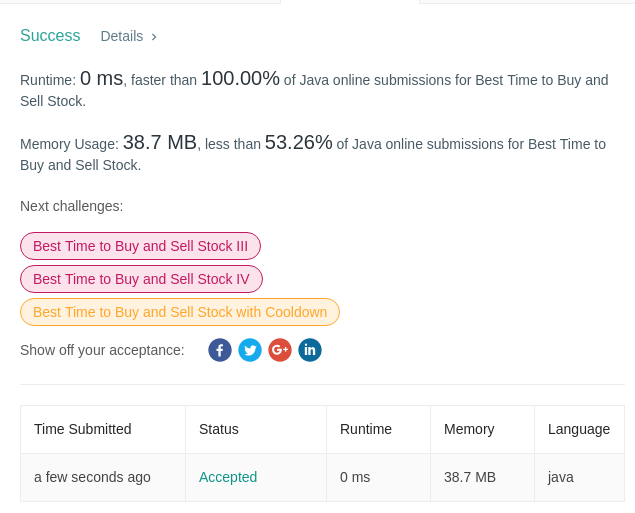 Success Details >
Runtime: 0 ms, faster than 100.00% of Java online submissions for Best Time to Buy and
Sell Stock.
Memory Usage: 38.7 MB, less than 53.26% of Java online submissions for Best Time to
Buy and Sell Stock.
Next challenges:
Best Time to Buy and Sell Stock III
Best Time to Buy and Sell Stock IV
Best Time to Buy and Sell Stock with Cooldown
Show off your acceptance: f G+ in
Time Submitted Status Runtime Memory Language
a few seconds ago Accepted 0 ms 38.7 MB java